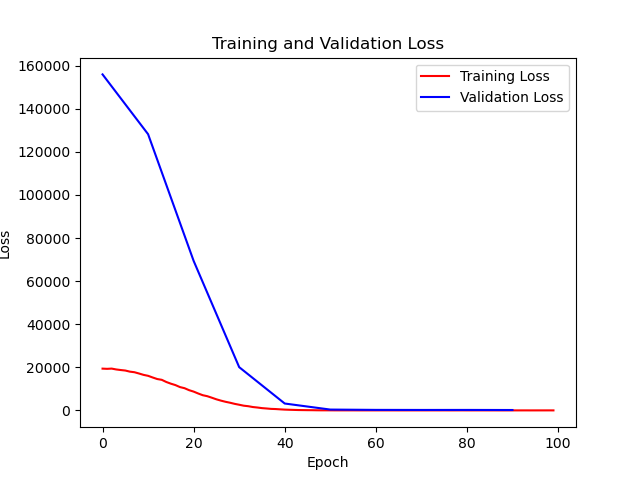 Training and Validation Loss
Training Loss
Validation Loss
160000
140000
120000
100000
80000
60000
40000
20000
0
Loss
0 20 40 60 80 100
Epoch